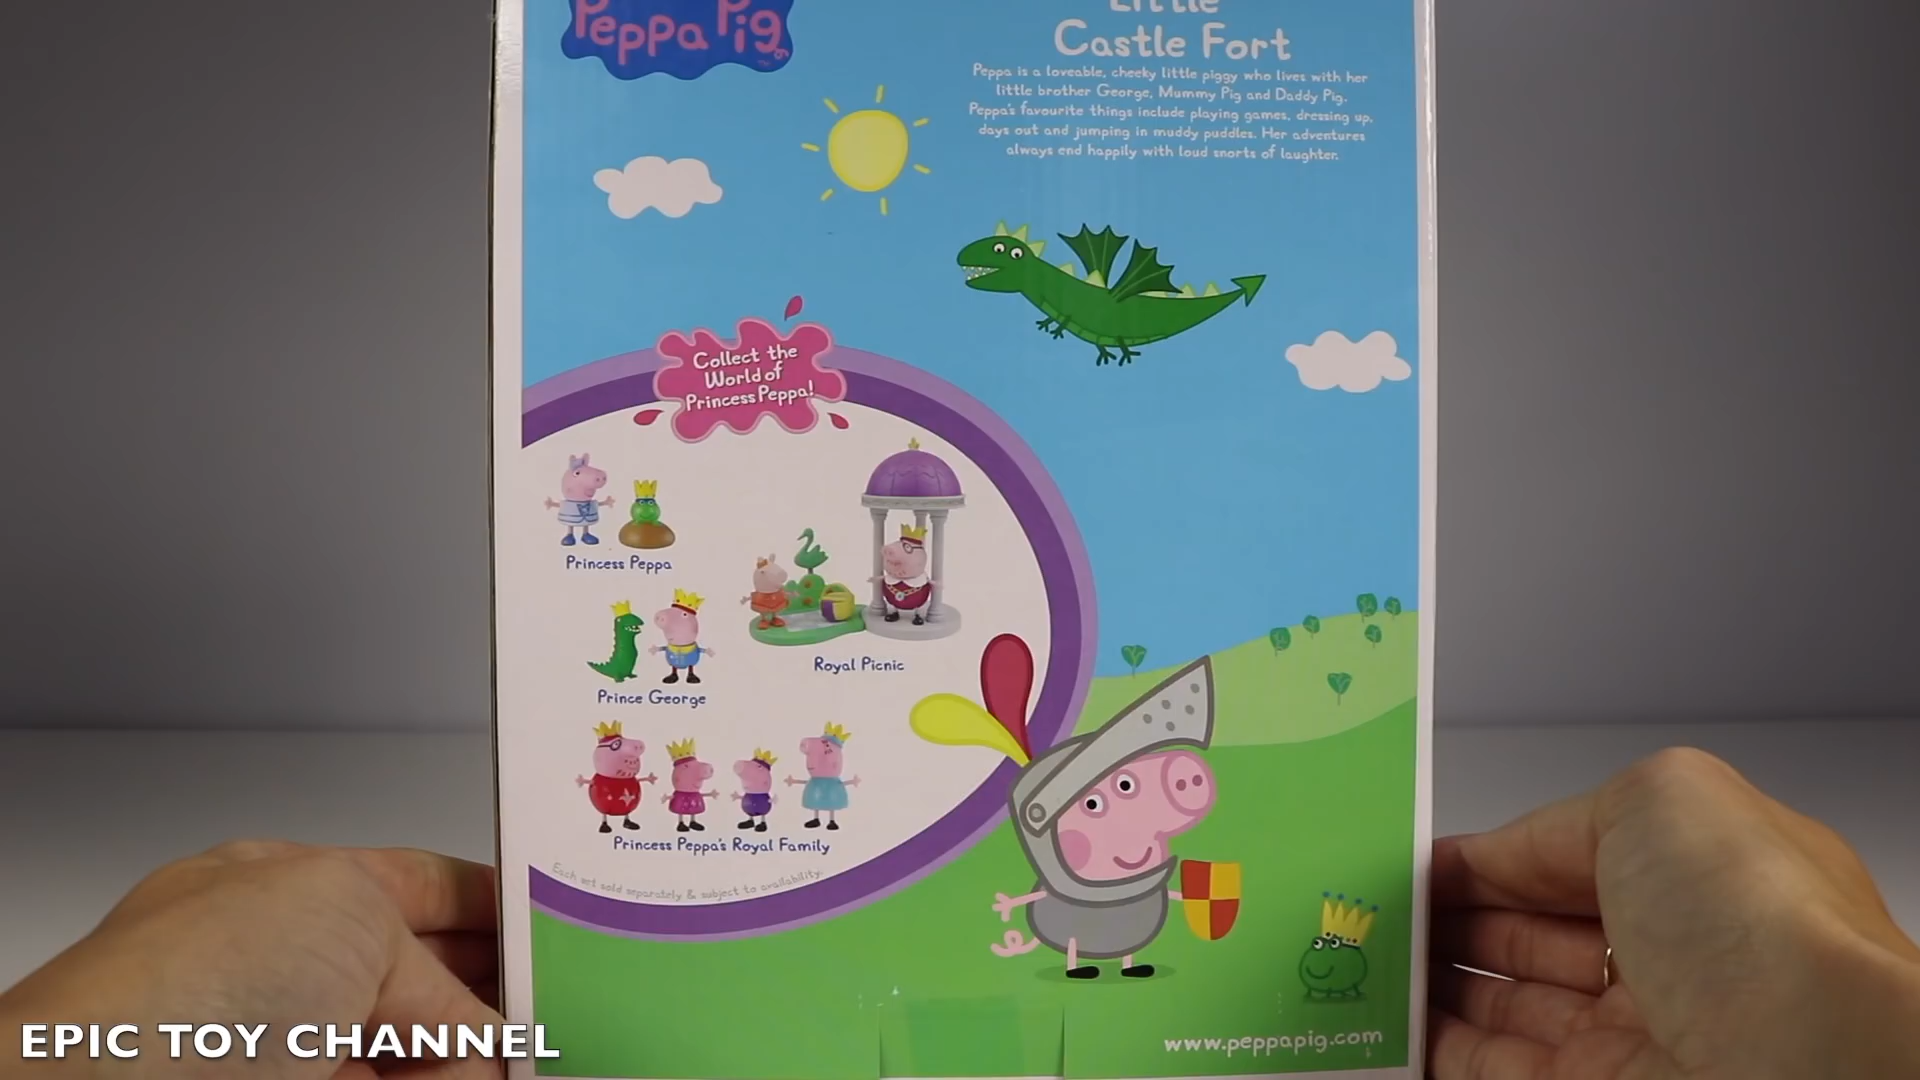 Peppa Pig
Little
Castle Fort
Peppa is a loveable, cheeky little piggy who lives with her
little brother George, Mummy Pig and Daddy Pig.
Peppa's favourite things include playing games, dressing up,
days out and jumping in muddy puddles. Her adventures
always end happily with loud snorts of laughter.
Collect the
World of
Princess Peppa!
Princess Peppa
Royal Picnic
Prince George
Princess Peppa's Royal Family
Each set sold separately & subject to availability.
www.peppapig.com
EPIC TOY CHANNEL